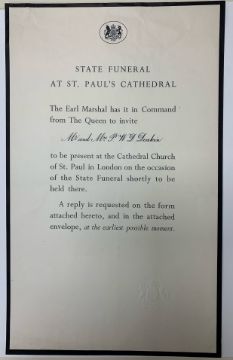 STATE FUNERAL
AT ST. PAUL'S CATHEDRAL
The Earl Marshal has it in Command
from The Queen to invite
Mr and Mrs P W D
to be present at the Cathedral Church
of St. Paul in London on the occasion
of the State Funeral shortly to be
held there.
A reply is requested on the form
attached hereto, and in the attached
envelope, at the earliest possible moment.